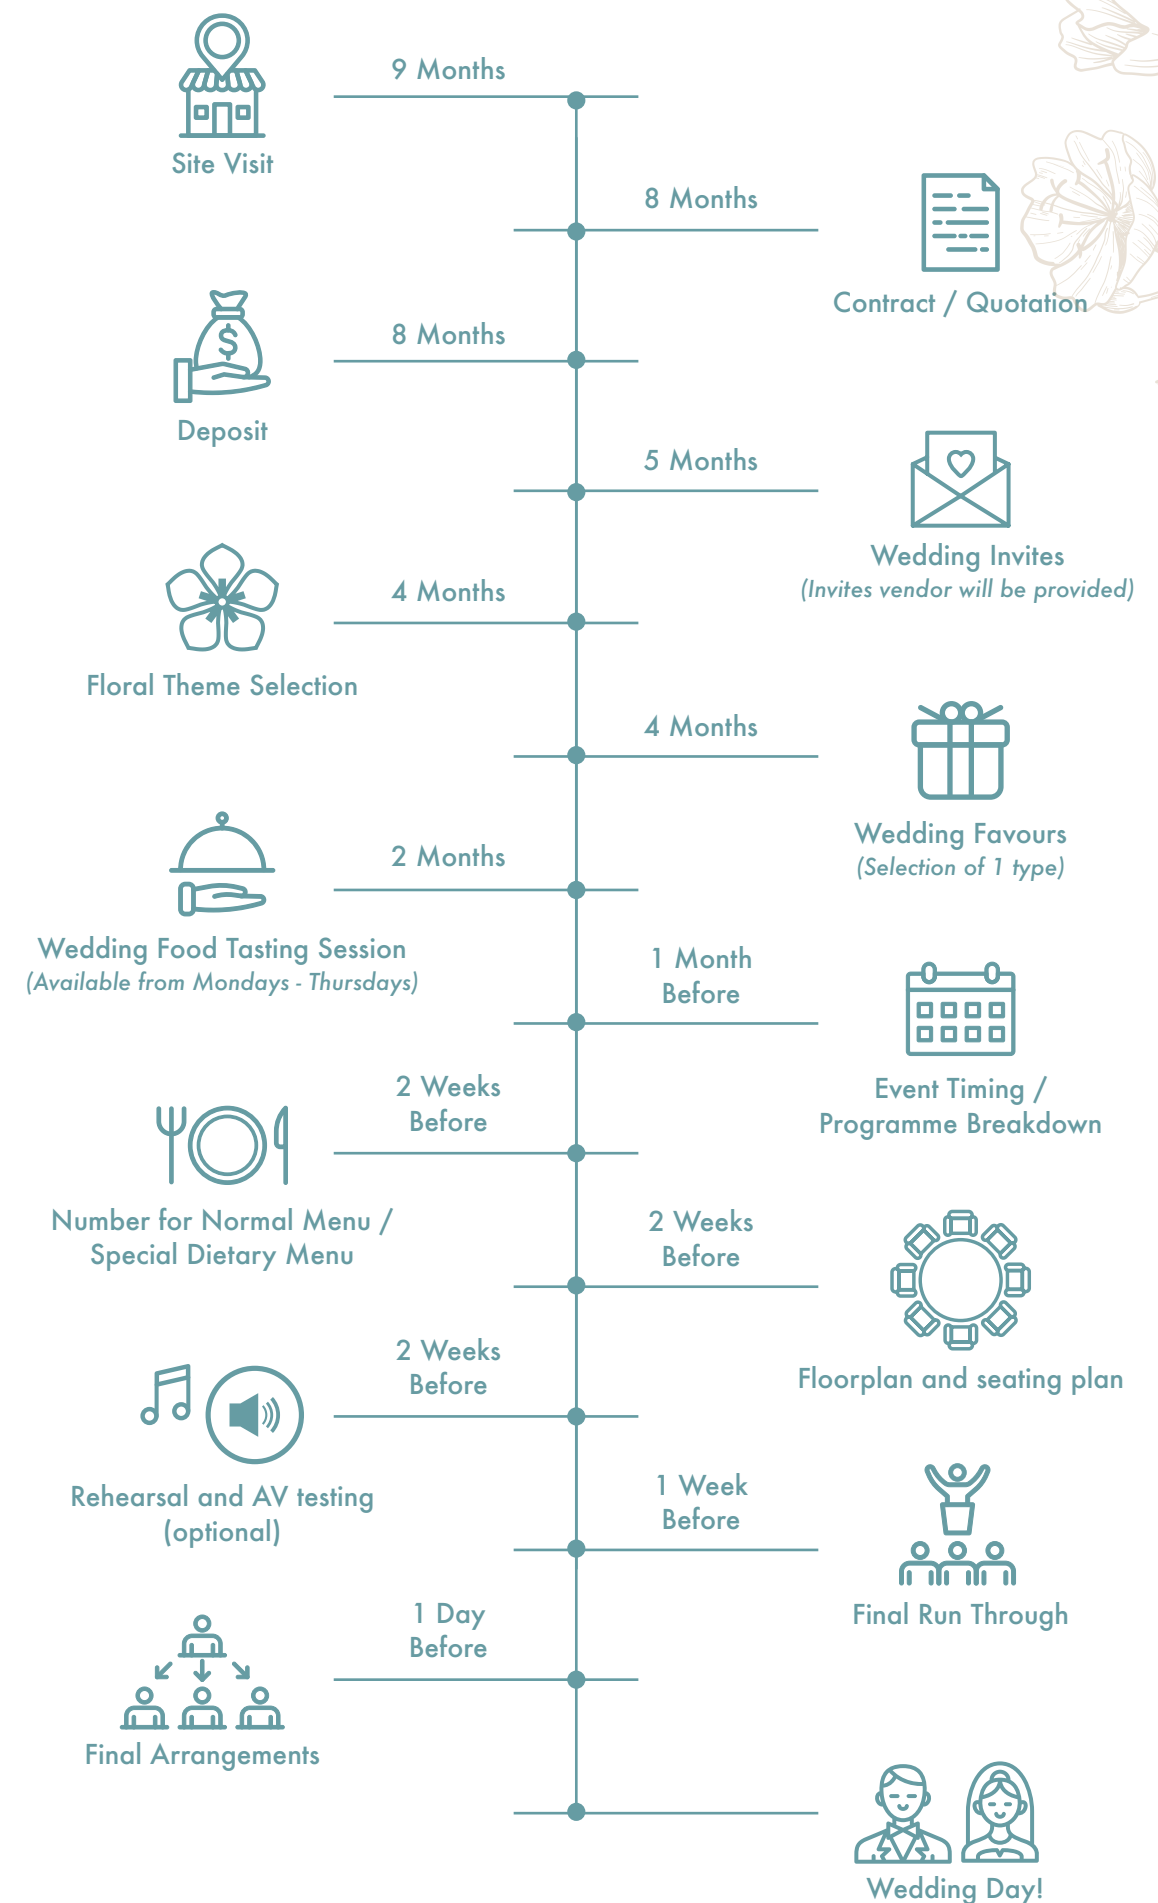 9 Months
Site Visit
8 Months
Contract / Quotation
8 Months
Deposit
5 Months
Wedding Invites
(Invites vendor will be provided)
4 Months
Floral Theme Selection
4 Months
Wedding Favours
(Selection of 1 type)
2 Months
Wedding Food Tasting Session
(Available from Mondays - Thursdays)
1 Month
Before
Event Timing /
Programme Breakdown
2 Weeks
Before
Number for Normal Menu /
Special Dietary Menu
2 Weeks
Before
Floorplan and seating plan
2 Weeks
Before
Rehearsal and AV testing
(optional)
1 Week
Before
Final Run Through
1 Day
Before
Final Arrangements
Wedding Day!